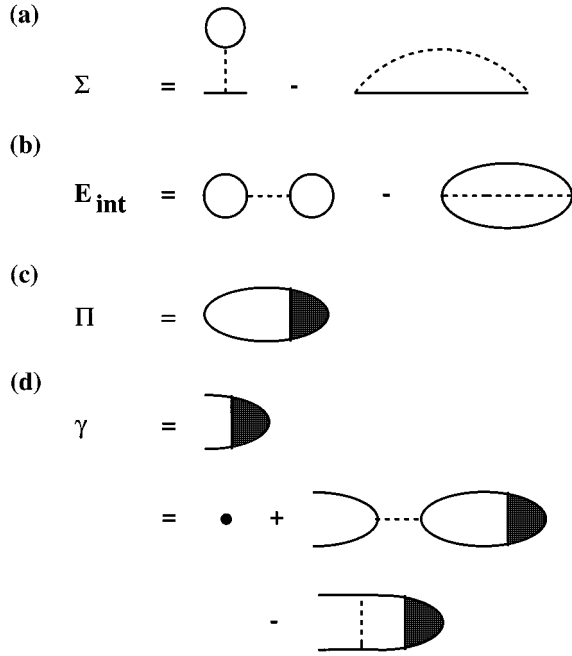 (a)
Σ = -
(b)
E int = -
(c)
Π =
(d)
γ =
= +
-